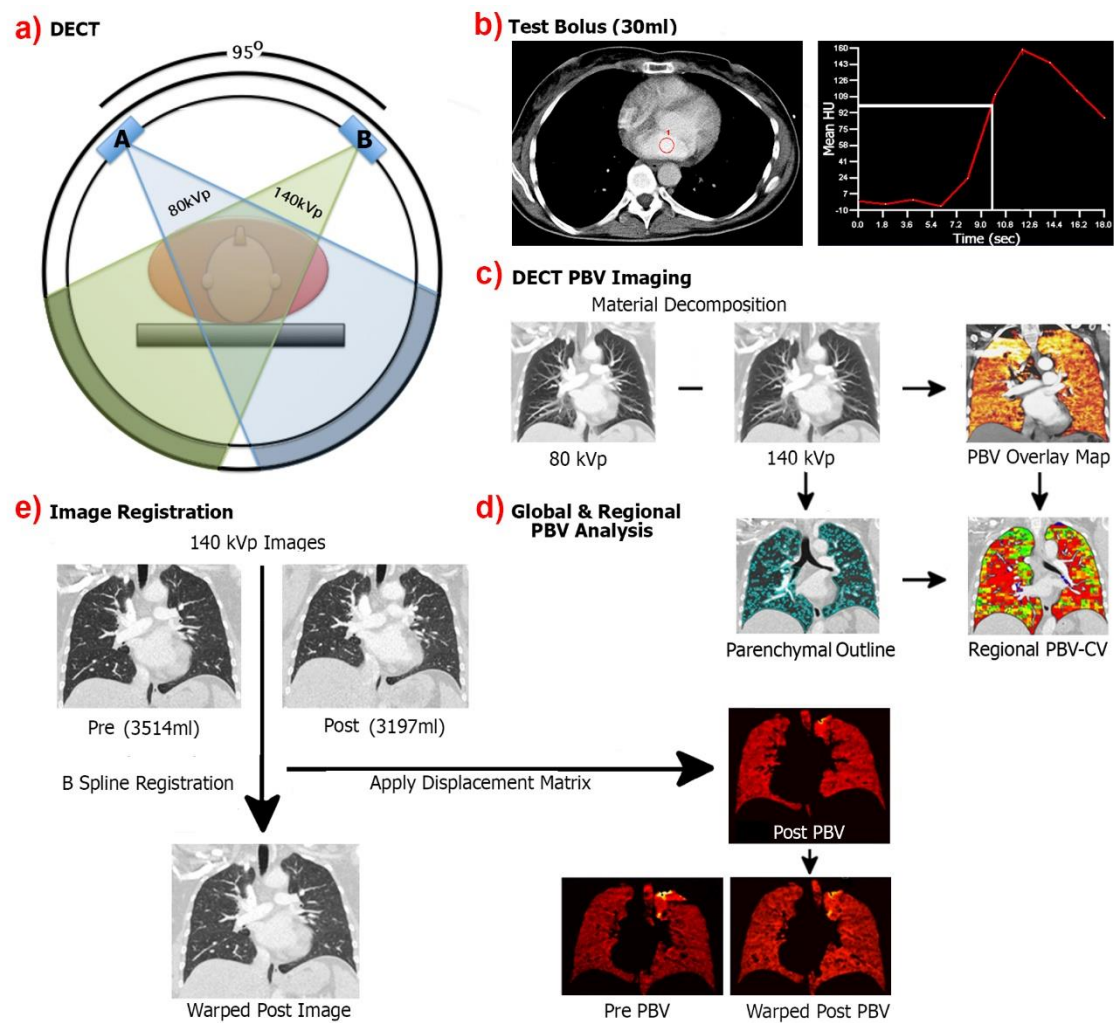 a) DECT
95°
A
B
80kVp
140kVp
b) Test Bolus (30ml)
1
Mean HU
160
143
126
109
92
58
41
24
7
-10
0.0 1.8 3.6 5.4 7.2 9.0 10.8 12.6 14.4 16.2 18.0
Time (sec)
c) DECT PBV Imaging
Material Decomposition
80 kVp
140 kVp
PBV Overlay Map
d) Global & Regional
PBV Analysis
Parenchymal Outline
Regional PBV-CV
e) Image Registration
140 kVp Images
Pre (3514ml)
Post (3197ml)
B Spline Registration
Apply Displacement Matrix
Post PBV
Warped Post Image
Pre PBV
Warped Post PBV